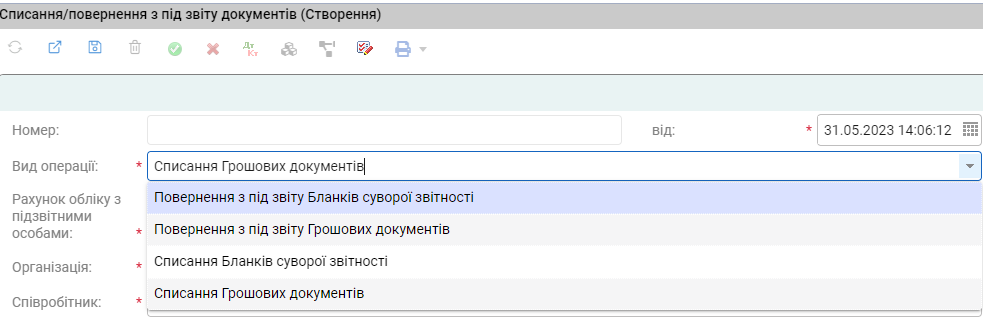 Списання/повернення з під звіту документів (Створення)
Дт
Кт
Номер:
від: * 31.05.2023 14:06:12
Вид операції: * Списання Грошових документів
Повернення з під звіту Бланків суворої звітності
Рахунок обліку з
підзвітними
особами: *
Повернення з під звіту Грошових документів
Організація: *
Списання Бланків суворої звітності
Співробітник: *
Списання Грошових документів